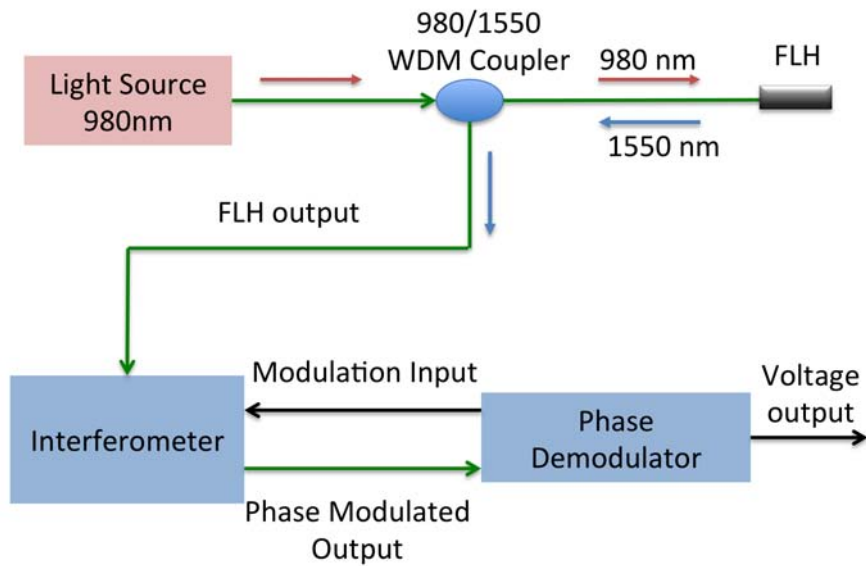 980/1550
WDM Coupler
Light Source
980nm
980 nm
FLH
1550 nm
FLH output
Modulation Input
Voltage
output
Interferometer
Phase
Demodulator
Phase Modulated
Output